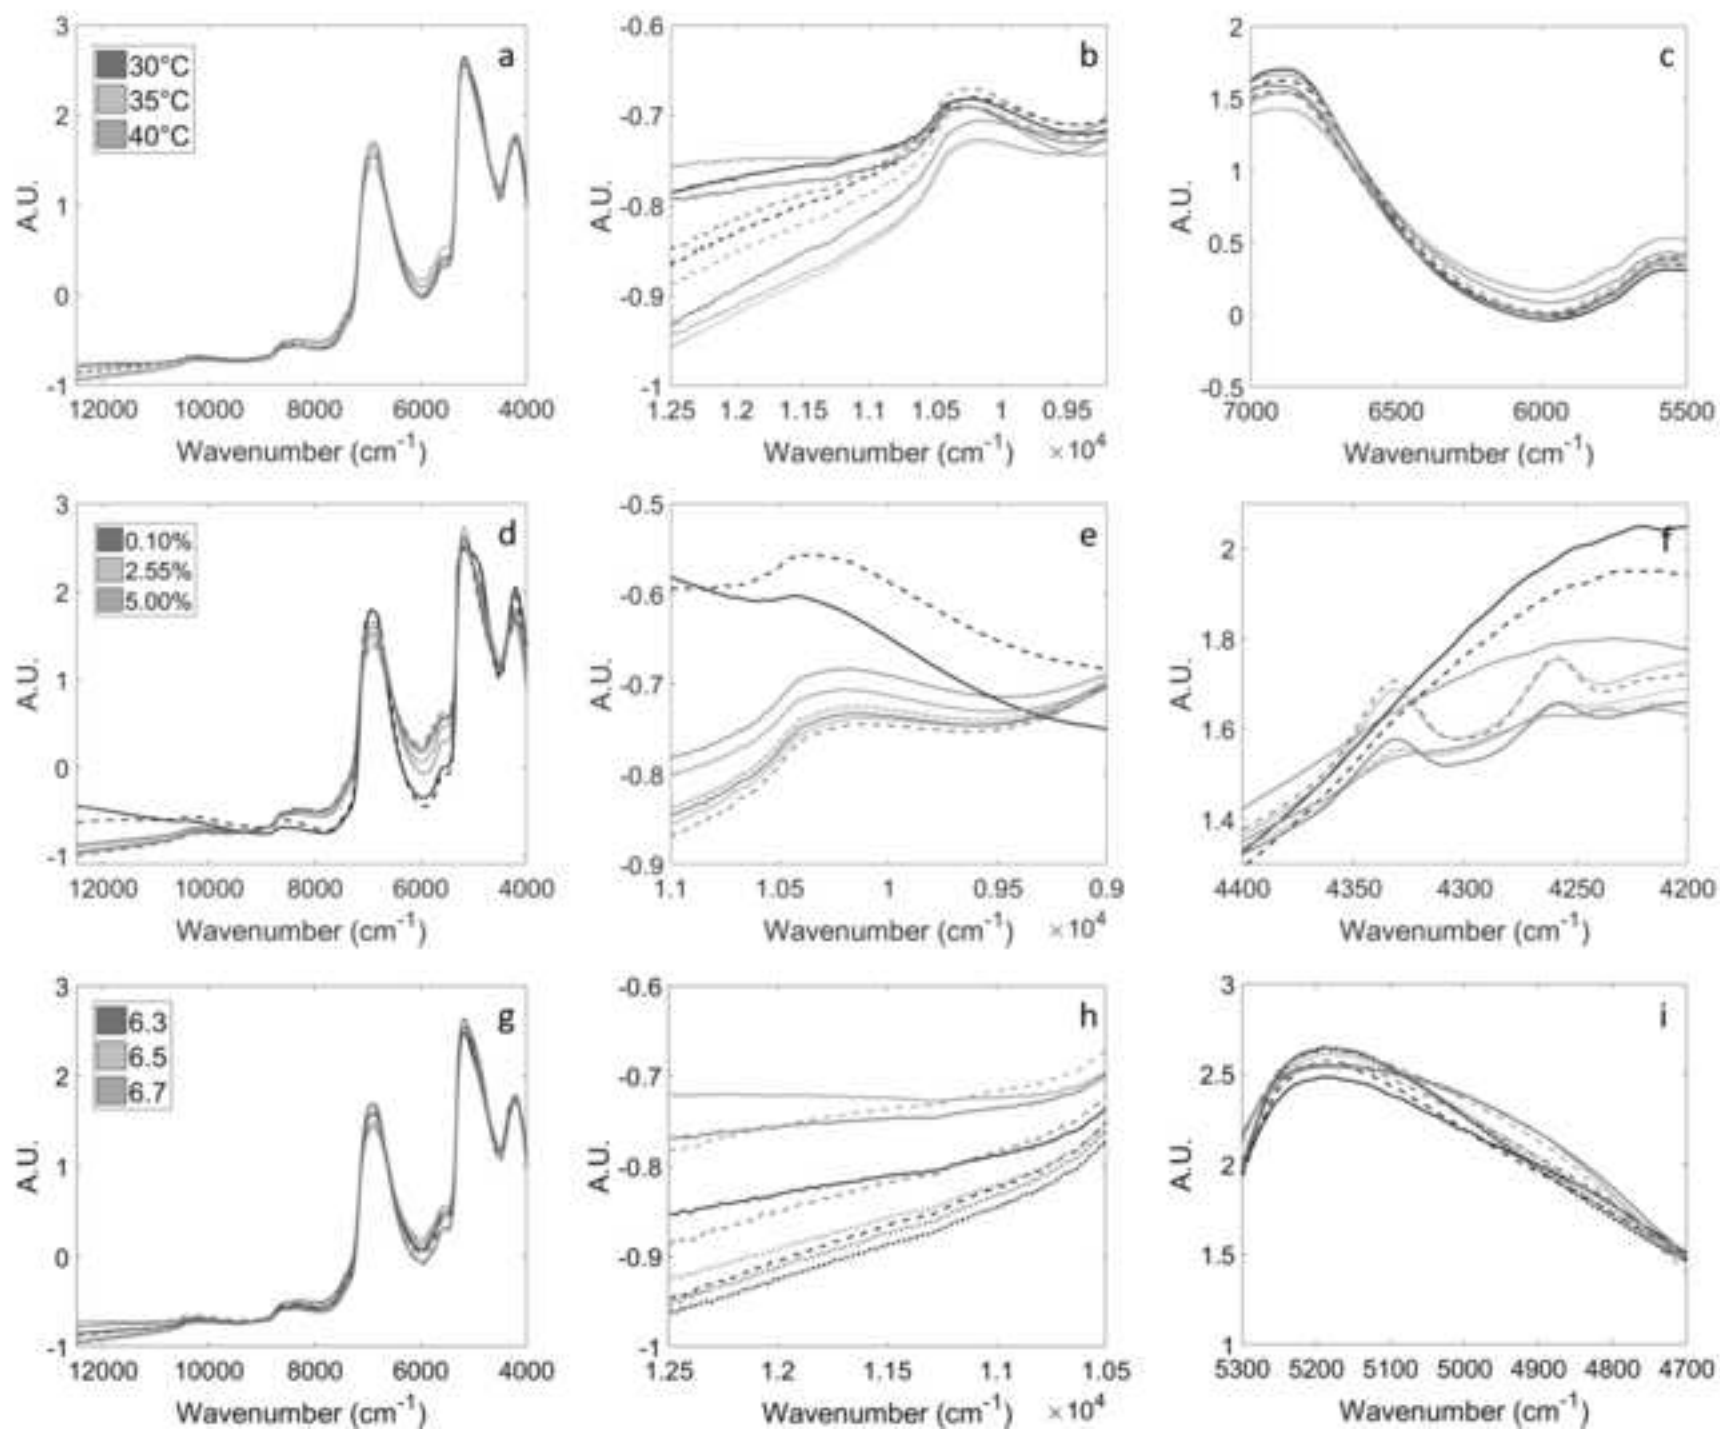 a
30°C
35°C
40°C
3
2
1
0
-1
A.U.
12000 10000 8000 6000 4000
Wavenumber (cm⁻¹)
b
-0.6
-0.7
-0.8
-0.9
-1
A.U.
1.25 1.2 1.15 1.1 1.05 1 0.95
Wavenumber (cm⁻¹) ×10⁴
c
2
1.5
1
0.5
0
-0.5
A.U.
7000 6500 6000 5500
Wavenumber (cm⁻¹)
d
0.10%
2.55%
5.00%
3
2
1
0
-1
A.U.
12000 10000 8000 6000 4000
Wavenumber (cm⁻¹)
e
-0.5
-0.6
-0.7
-0.8
-0.9
A.U.
1.1 1.05 1 0.95 0.9
Wavenumber (cm⁻¹) ×10⁴
f
2
1.8
1.6
1.4
A.U.
4400 4350 4300 4250 4200
Wavenumber (cm⁻¹)
g
6.3
6.5
6.7
3
2
1
0
-1
A.U.
12000 10000 8000 6000 4000
Wavenumber (cm⁻¹)
h
-0.6
-0.7
-0.8
-0.9
-1
A.U.
1.25 1.2 1.15 1.1 1.05
Wavenumber (cm⁻¹) ×10⁴
i
3
2.5
2
1.5
1
A.U.
5300 5200 5100 5000 4900 4800 4700
Wavenumber (cm⁻¹)